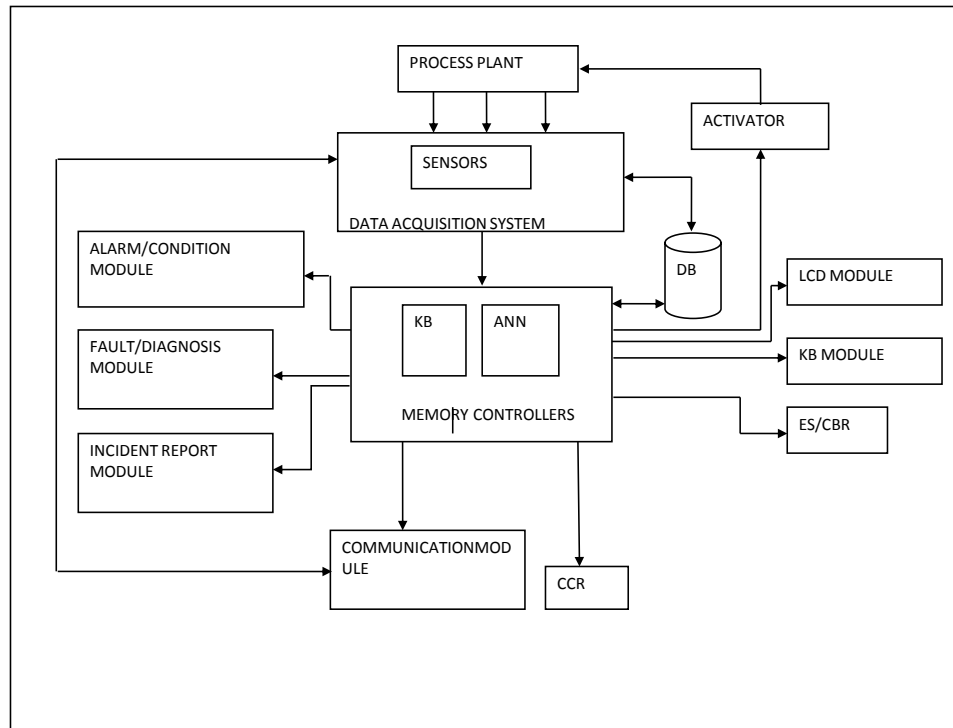 PROCESS PLANT
ACTIVATOR
SENSORS
DATA ACQUISITION SYSTEM
ALARM/CONDITION
MODULE
DB
LCD MODULE
KB
ANN
FAULT/DIAGNOSIS
MODULE
KB MODULE
MEMORY CONTROLLERS
ES/CBR
INCIDENT REPORT
MODULE
COMMUNICATIONMOD
ULE
CCR